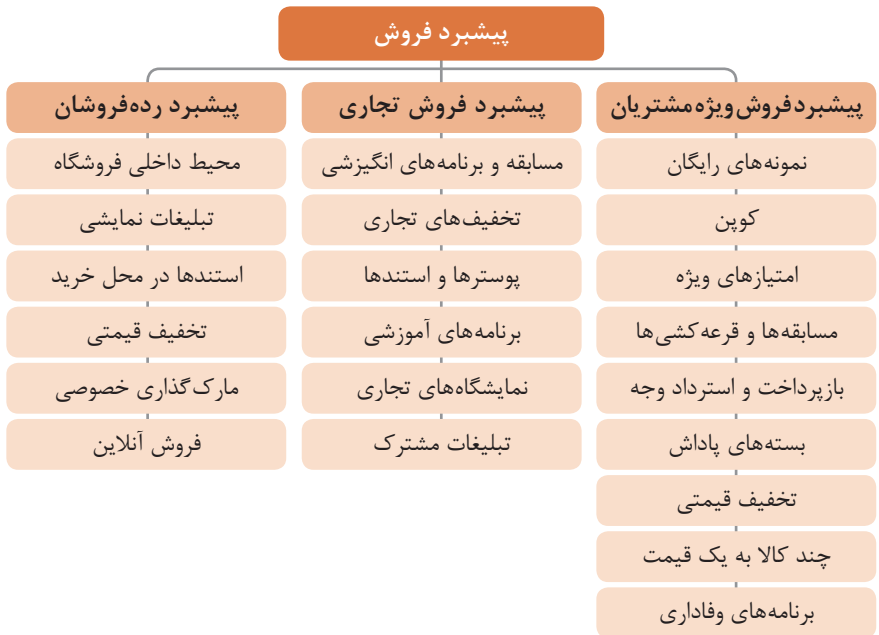 پیشبرد فروش
پیشبرد فروش ویژه مشتریان
نمونه‌های رایگان
کوپن
امتیازهای ویژه
مسابقه‌ها و قرعه‌کشی‌ها
بازپرداخت و استرداد وجه
بسته‌های پاداش
تخفیف قیمتی
چند کالا به یک قیمت
برنامه‌های وفاداری
پیشبرد فروش تجاری
مسابقه و برنامه‌های انگیزشی
تخفیف‌های تجاری
پوسترها و استندها
برنامه‌های آموزشی
نمایشگاه‌های تجاری
تبلیغات مشترک
پیشبرد رده‌فروشان
محیط داخلی فروشگاه
تبلیغات نمایشی
استندها در محل خرید
تخفیف قیمتی
مارک‌گذاری خصوصی
فروش آنلاین